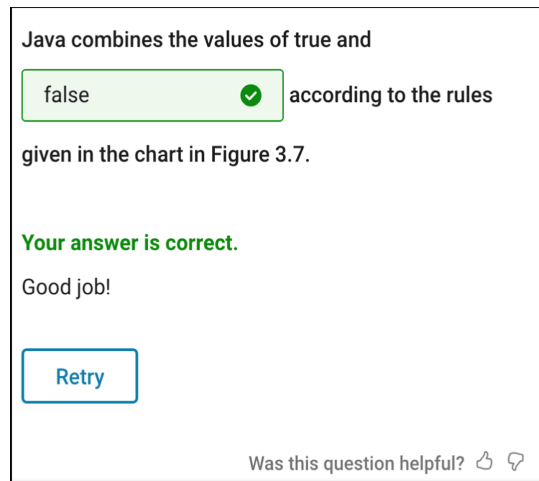 Java combines the values of true and
false according to the rules
given in the chart in Figure 3.7.
Your answer is correct.
Good job!
Retry
Was this question helpful?